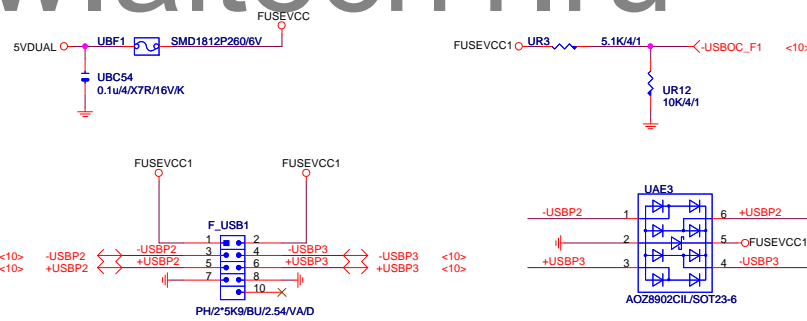 FUSEVCC
5VDUAL
UBF1
SMD1812P260/6V
UBC54
0.1u/4/X7R/16V/K
FUSEVCC1
UR3
5.1K/4/1
-USBOC_F1
<10>
UR12
10K/4/1
FUSEVCC1
FUSEVCC1
F_USB1
1
2
<10>
-USBP2
-USBP2
3
4
-USBP3
-USBP3
<10>
<10>
+USBP2
+USBP2
5
6
+USBP3
+USBP3
<10>
7
8
10
PH/2*5K9/BU/2.54/VA/D
UAE3
-USBP2
1
6
+USBP2
2
5
FUSEVCC1
+USBP3
3
4
-USBP3
AOZ8902CIL/SOT23-6